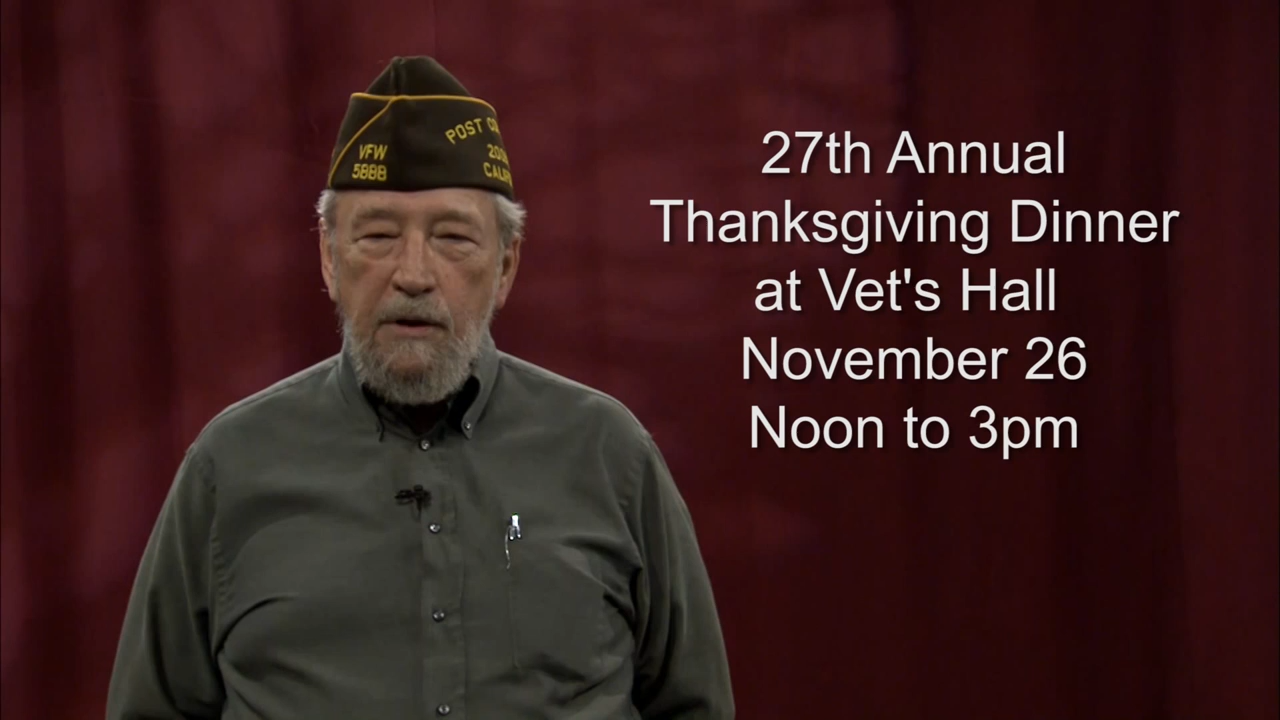 POST
VFW
5888
27th Annual
Thanksgiving Dinner
at Vet's Hall
November 26
Noon to 3pm